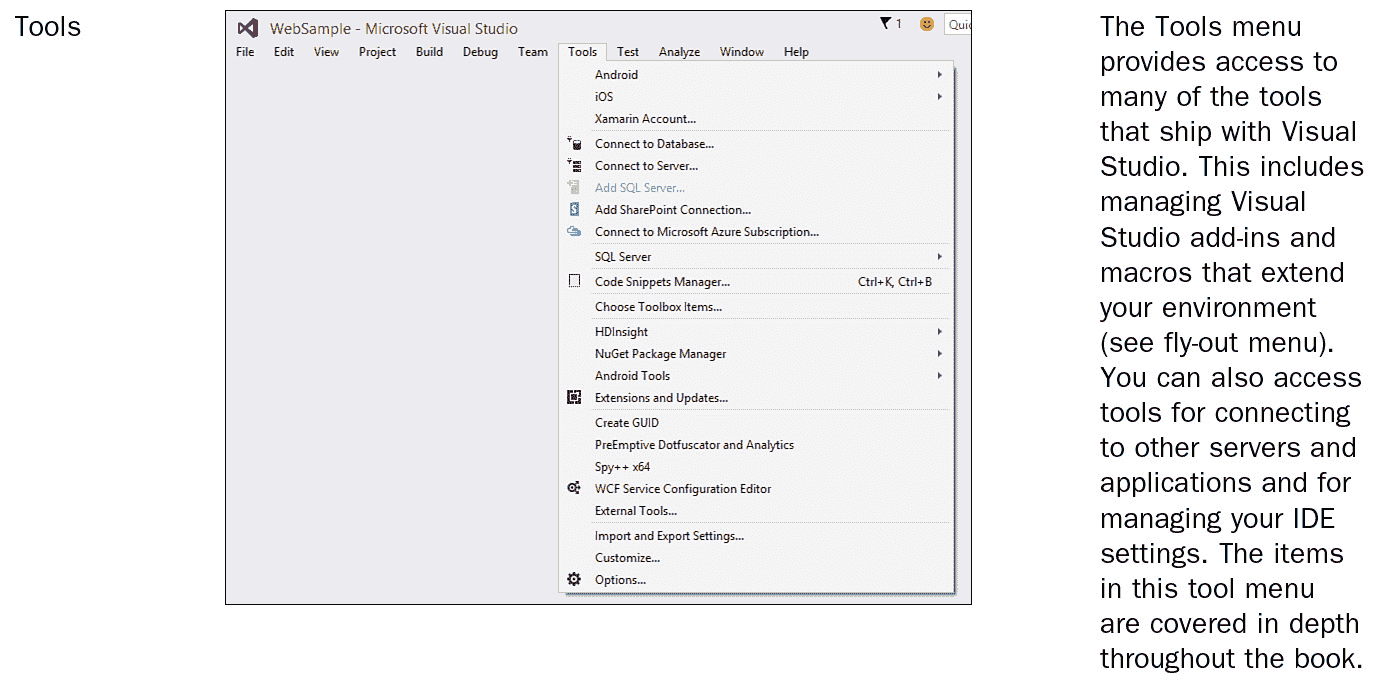 Tools
WebSample - Microsoft Visual Studio
1
Quic
File Edit View Project Build Debug Team Tools Test Analyze Window Help
Android
iOS
Xamarin Account...
Connect to Database...
Connect to Server...
Add SQL Server...
Add SharePoint Connection...
Connect to Microsoft Azure Subscription...
SQL Server
Code Snippets Manager... Ctrl+K, Ctrl+B
Choose Toolbox Items...
HDInsight
NuGet Package Manager
Android Tools
Extensions and Updates...
Create GUID
PreEmptive Dotfuscator and Analytics
Spy++ x64
WCF Service Configuration Editor
External Tools...
Import and Export Settings...
Customize...
Options...
The Tools menu
provides access to
many of the tools
that ship with Visual
Studio. This includes
managing Visual
Studio add-ins and
macros that extend
your environment
(see fly-out menu).
You can also access
tools for connecting
to other servers and
applications and for
managing your IDE
settings. The items
in this tool menu
are covered in depth
throughout the book.